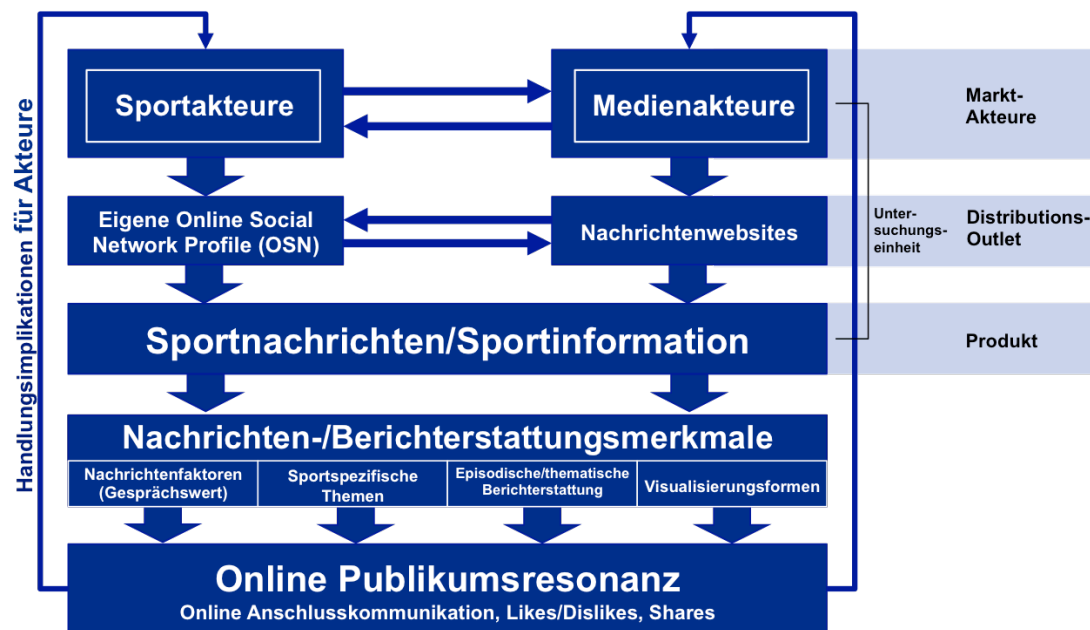 Handlungsimplikationen für Akteure
Sportakteure
Medienakteure
Markt-
Akteure
Eigene Online Social
Network Profile (OSN)
Nachrichtenwebsites
Unter-
suchungs-
einheit
Distributions-
Outlet
Sportnachrichten/Sportinformation
Produkt
Nachrichten-/Berichterstattungsmerkmale
Nachrichtenfaktoren
(Gesprächswert)
Sportspezifische
Themen
Episodische/thematische
Berichterstattung
Visualisierungsformen
Online Publikumsresonanz
Online Anschlusskommunikation, Likes/Dislikes, Shares